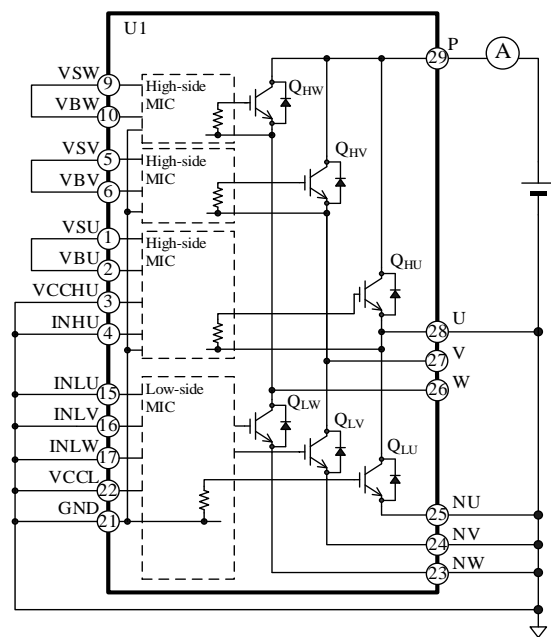 U1
P
29
A
VSW
9
High-side
MIC
QHW
VBW
10
VSV
5
High-side
MIC
QHV
VBV
6
VSU
1
High-side
MIC
VBU
2
QHU
VCCHU
3
INHU
4
U
28
V
27
W
26
INLU
15
Low-side
MIC
INLV
16
QLW
QLV
QLU
INLW
17
VCCL
22
GND
21
NU
25
NV
24
NW
23